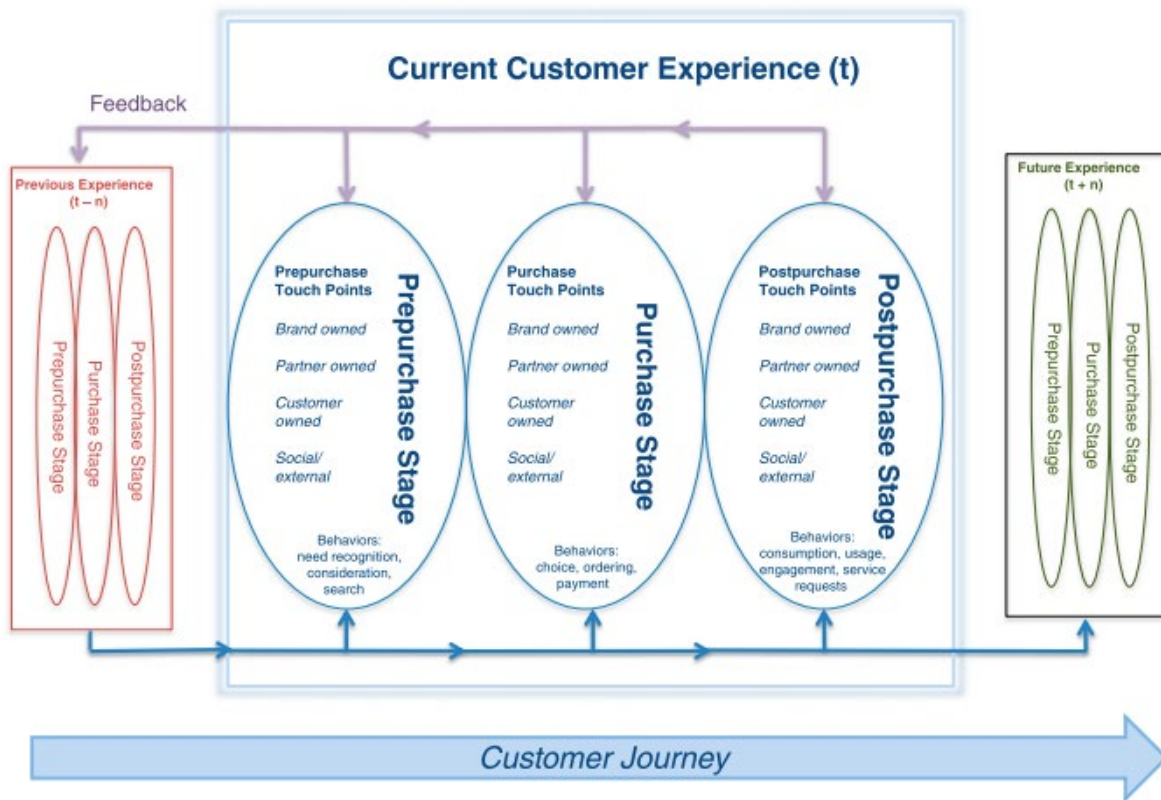 Current Customer Experience (t)
Feedback
Previous Experience
(t – n)
Prepurchase Stage
Purchase Stage
Postpurchase Stage
Prepurchase
Touch Points
Brand owned
Partner owned
Customer
owned
Social/
external
Prepurchase Stage
Behaviors:
need recognition,
consideration,
search
Purchase
Touch Points
Brand owned
Partner owned
Customer
owned
Social/
external
Purchase Stage
Behaviors:
choice, ordering,
payment
Postpurchase
Touch Points
Brand owned
Partner owned
Customer
owned
Social/
external
Postpurchase Stage
Behaviors:
consumption, usage,
engagement, service
requests
Future Experience
(t + n)
Prepurchase Stage
Purchase Stage
Postpurchase Stage
Customer Journey